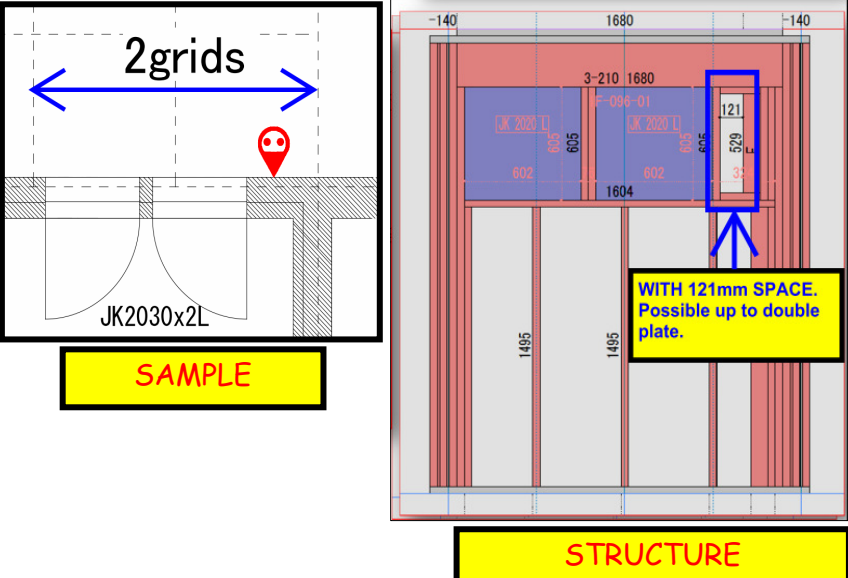 2grids
JK2030x2L
SAMPLE
-140
1680
-140
3-210 1680
F-096-01
JK 2020 L
JK 2020 L
121
605
605
605
605
529
602
602
1604
WITH 121mm SPACE.
Possible up to double
plate.
1495
1495
STRUCTURE